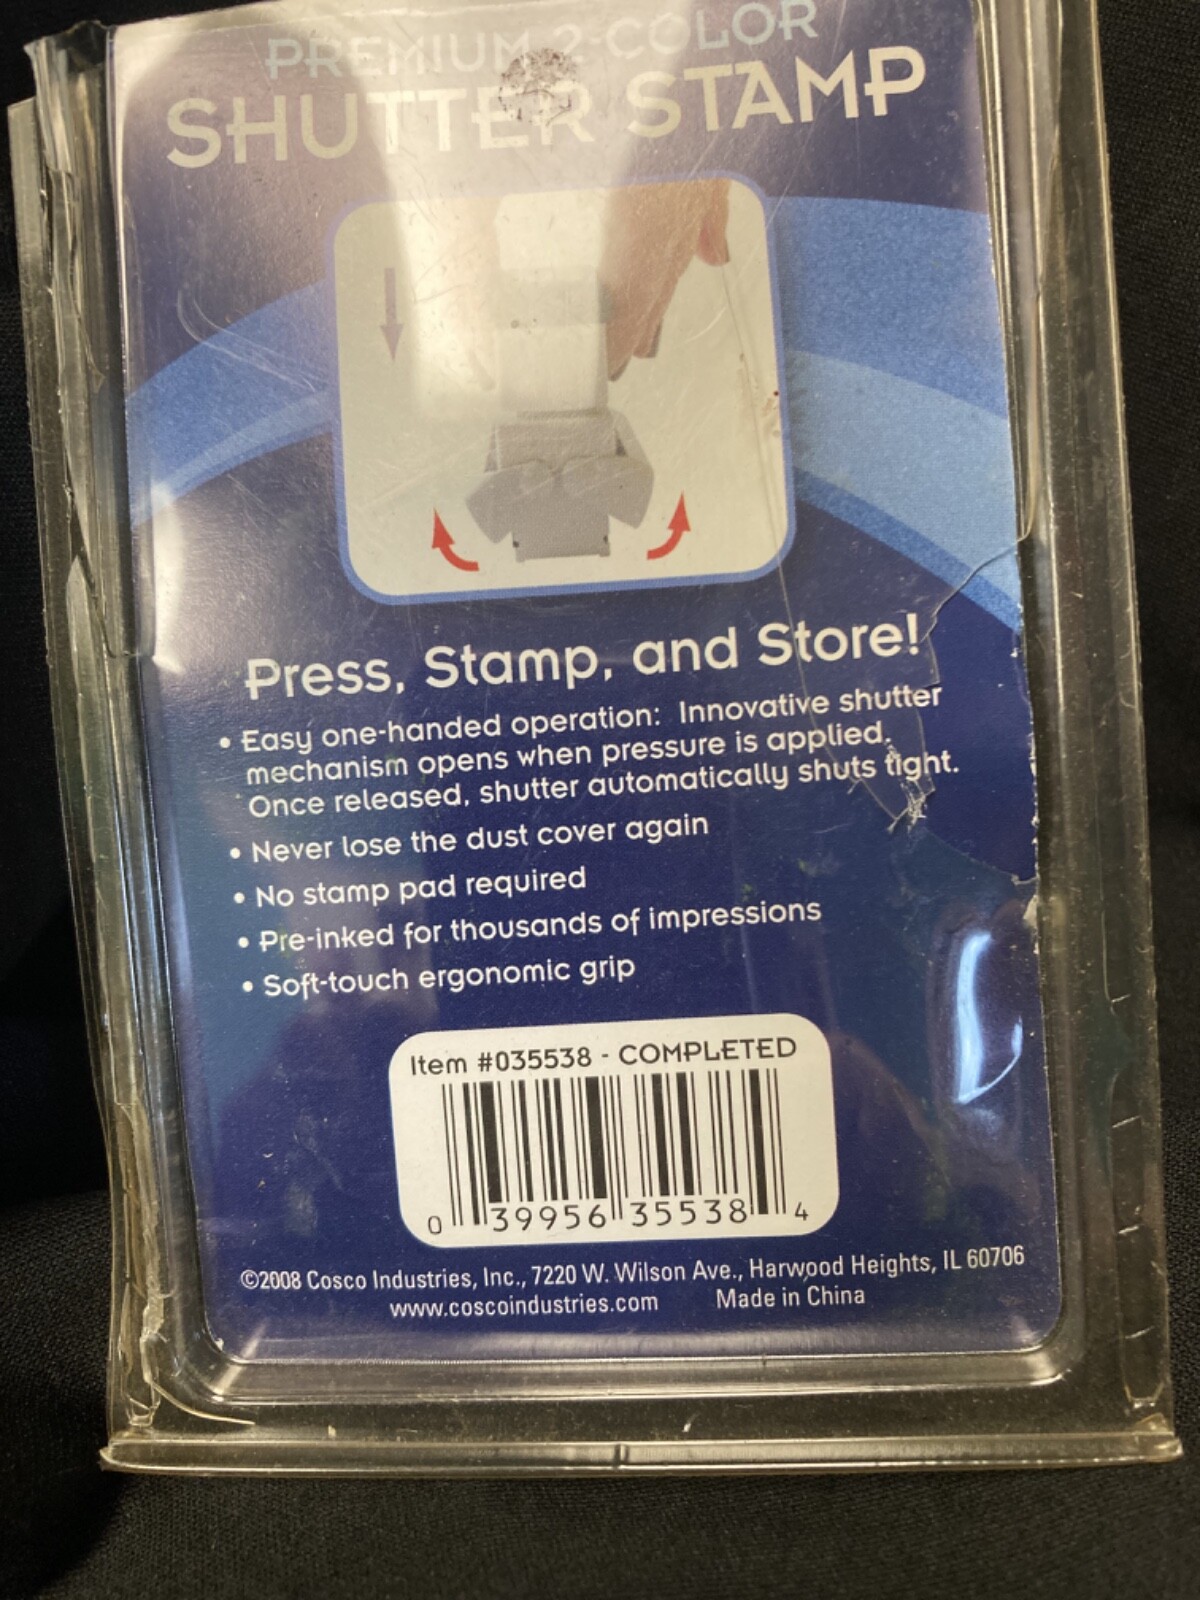 PREMIUM 2-COLOR
SHUTTER STAMP
Press, Stamp, and Store!
• Easy one-handed operation: Innovative shutter
mechanism opens when pressure is applied.
Once released, shutter automatically shuts tight.
• Never lose the dust cover again
• No stamp pad required
• Pre-inked for thousands of impressions
• Soft-touch ergonomic grip
Item #035538 - COMPLETED
0 39956 35538 4
©2008 Cosco Industries, Inc., 7220 W. Wilson Ave., Harwood Heights, IL 60706
www.coscoindustries.com Made in China